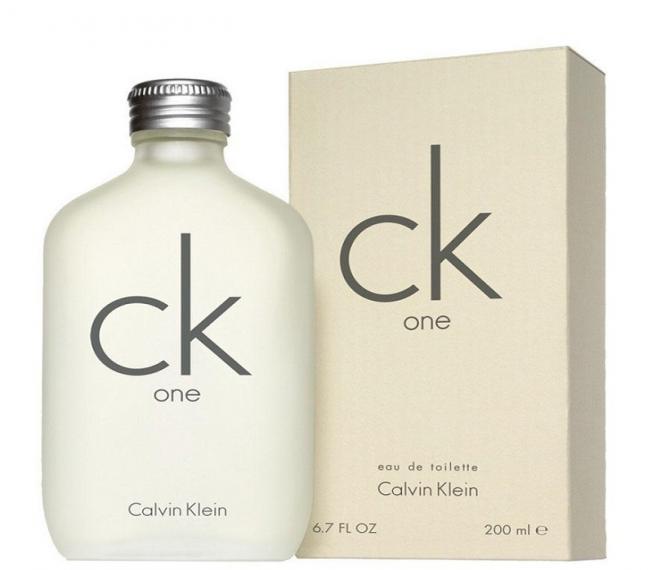 ck
one
Calvin Klein
ck
one
eau de toilette
Calvin Klein
6.7 FL OZ 200 ml ℮